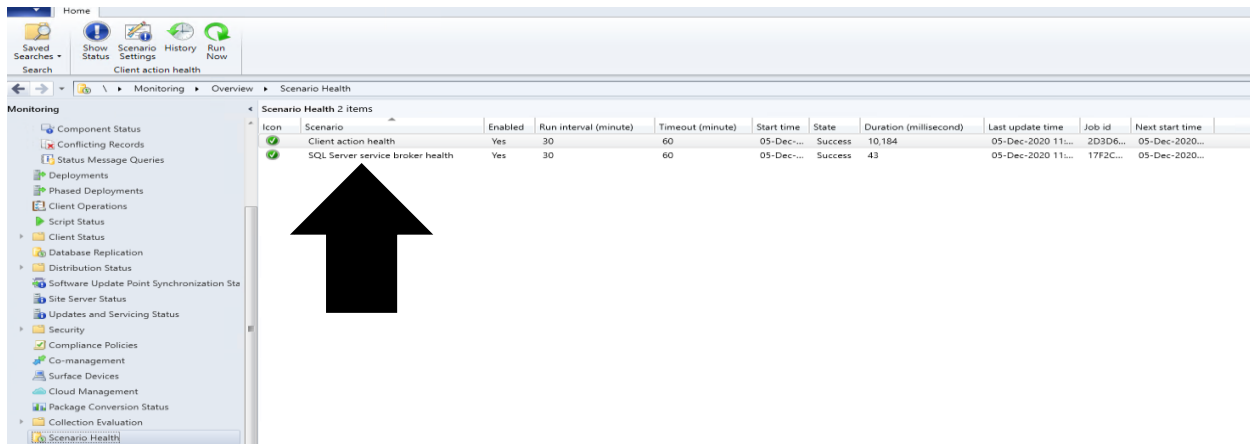 Home
Saved Searches
Show Status
Scenario Settings
History
Run Now
Search
Client action health
\ Monitoring Overview Scenario Health
Monitoring
Component Status
Conflicting Records
Status Message Queries
Deployments
Phased Deployments
Client Operations
Script Status
Client Status
Database Replication
Distribution Status
Software Update Point Synchronization Sta
Site Server Status
Updates and Servicing Status
Security
Compliance Policies
Co-management
Surface Devices
Cloud Management
Package Conversion Status
Collection Evaluation
Scenario Health
Scenario Health 2 items
Icon Scenario Enabled Run interval (minute) Timeout (minute) Start time State Duration (millisecond) Last update time Job id Next start time
Client action health Yes 30 60 05-Dec-... Success 10,184 05-Dec-2020 11:... 2D3D6... 05-Dec-2020...
SQL Server service broker health Yes 30 60 05-Dec-... Success 43 05-Dec-2020 11:... 17F2C... 05-Dec-2020...